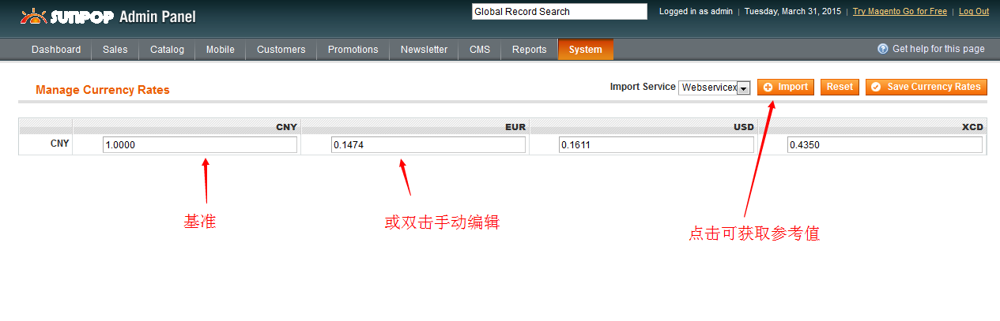 SUNPOP Admin Panel
Global Record Search
Logged in as admin | Tuesday, March 31, 2015 | Try Magento Go for Free | Log Out
Dashboard Sales Catalog Mobile Customers Promotions Newsletter CMS Reports System
Get help for this page
Manage Currency Rates
Import Service Webservicex Import Reset Save Currency Rates
CNY EUR USD XCD
CNY 1.0000 0.1474 0.1611 0.4350
基准
或双击手动编辑
点击可获取参考值